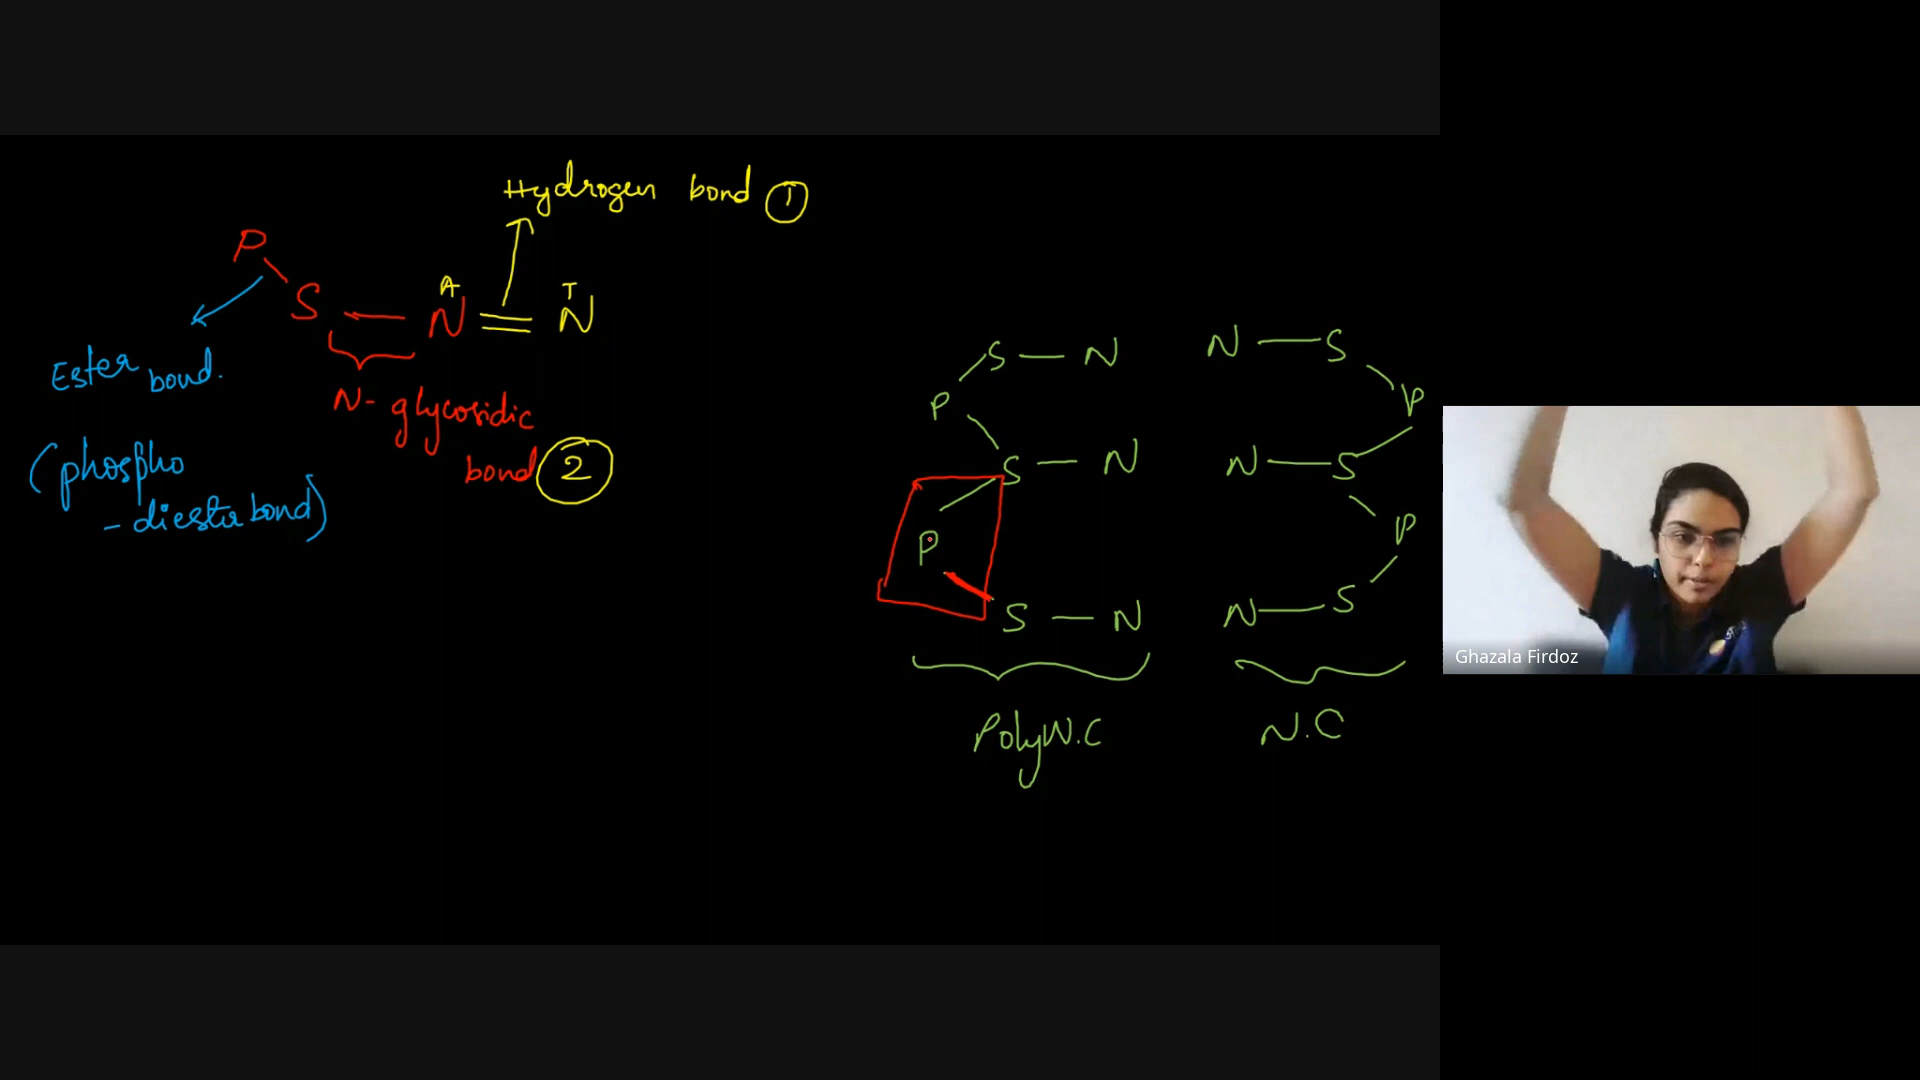 Hydrogen bond ①
P
A T
S — N = N
Ester bond.
N- glycosidic
bond ②
(phospho
- diester bond)
S — N N — S
P P
S — N N — S
P P
S — N N — S
PolyN.C N.C
Ghazala Firdoz